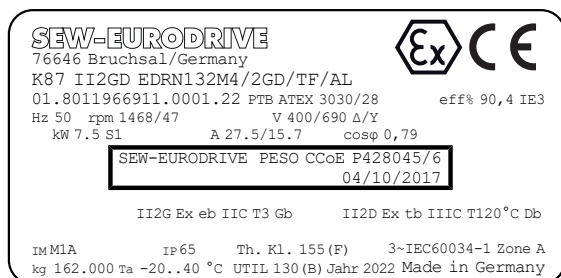 SEW-EURODRIVE
76646 Bruchsal/Germany
K87 II2GD EDRN132M4/2GD/TF/AL
01.8011966911.0001.22 PTB ATEX 3030/28 eff% 90,4 IE3
Hz 50 rpm 1468/47 V 400/690 Δ/Y
kW 7.5 S1 A 27.5/15.7 cosφ 0,79
SEW-EURODRIVE PESO CCoE P428045/6
04/10/2017
II2G Ex eb IIC T3 Gb II2D Ex tb IIIC T120°C Db
IM M1A IP 65 Th. Kl. 155(F) 3~IEC60034-1 Zone A
kg 162.000 Ta -20..40 °C UTIL 130(B) Jahr 2022 Made in Germany
Ex CE